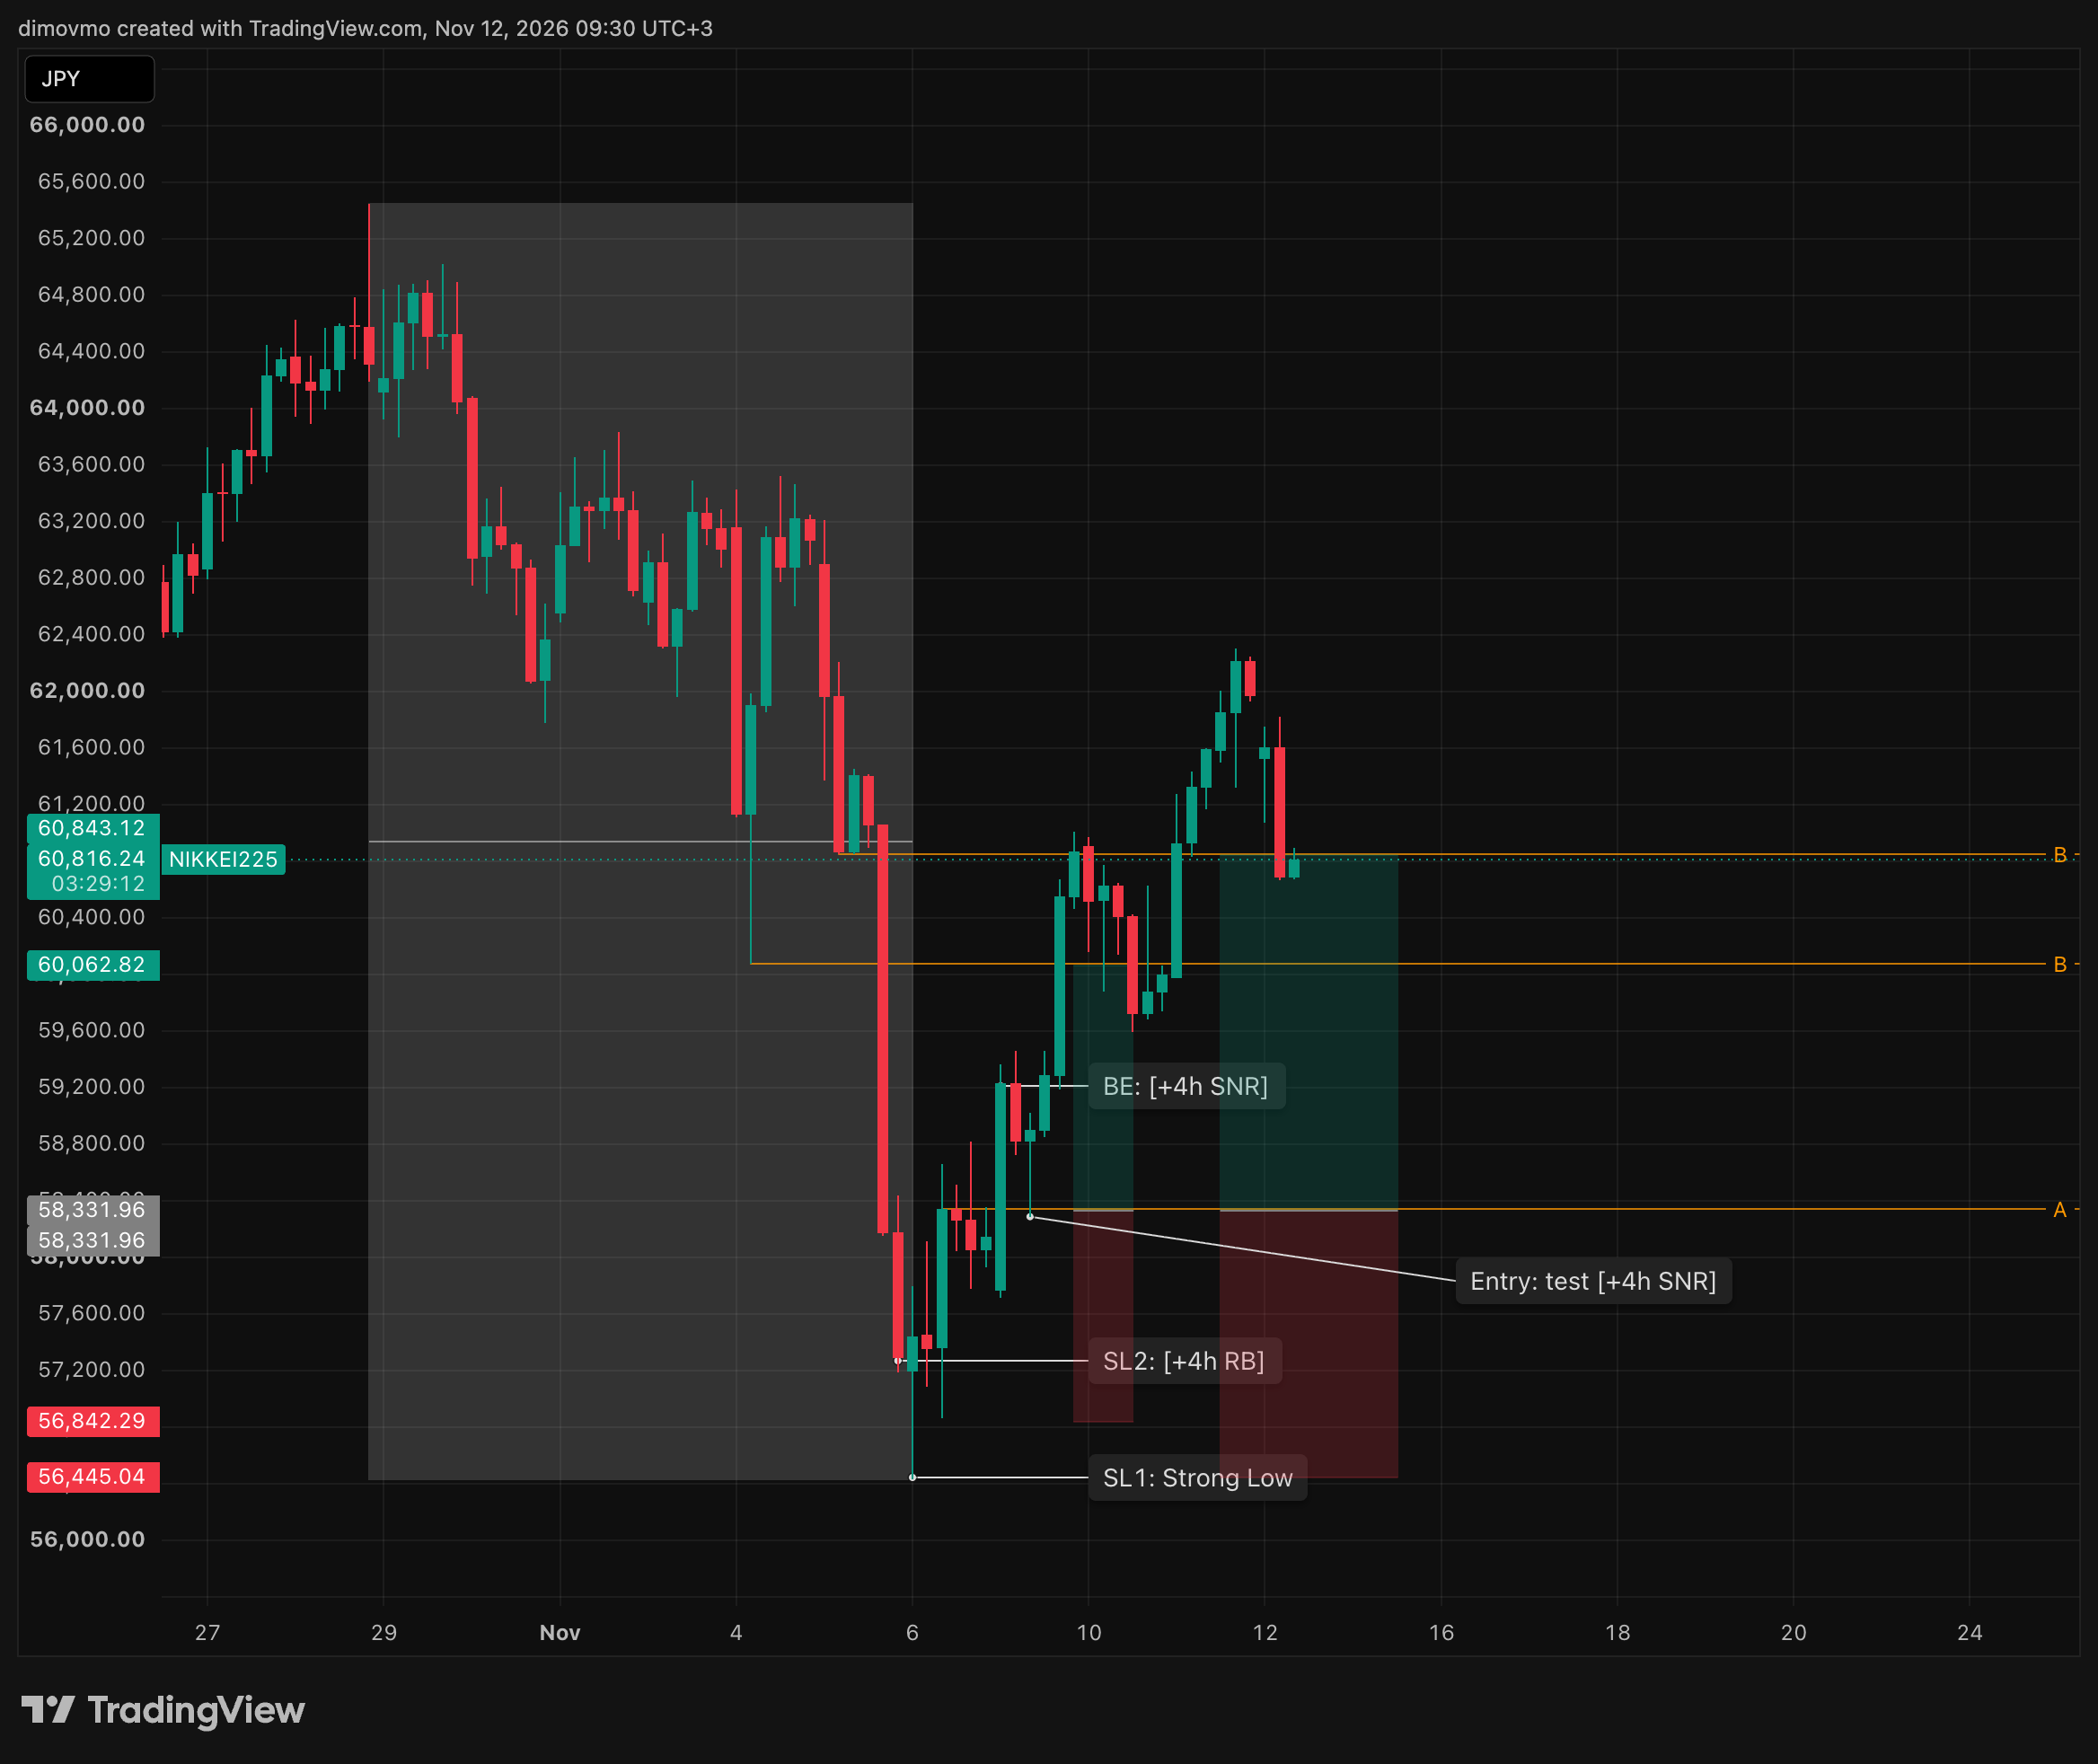 dimovmo created with TradingView.com, Nov 12, 2026 09:30 UTC+3
JPY
66,000.00
65,600.00
65,200.00
64,800.00
64,400.00
64,000.00
63,600.00
63,200.00
62,800.00
62,400.00
62,000.00
61,600.00
61,200.00
60,843.12
B
60,816.24 NIKKEI225
03:29:12
60,400.00
60,062.82
B
59,600.00
59,200.00
BE: [+4h SNR]
58,800.00
58,331.96
A
58,331.96
58,000.00
Entry: test [+4h SNR]
57,600.00
57,200.00
SL2: [+4h RB]
56,842.29
56,445.04
SL1: Strong Low
56,000.00
27 29 Nov 4 6 10 12 16 18 20 24
TradingView